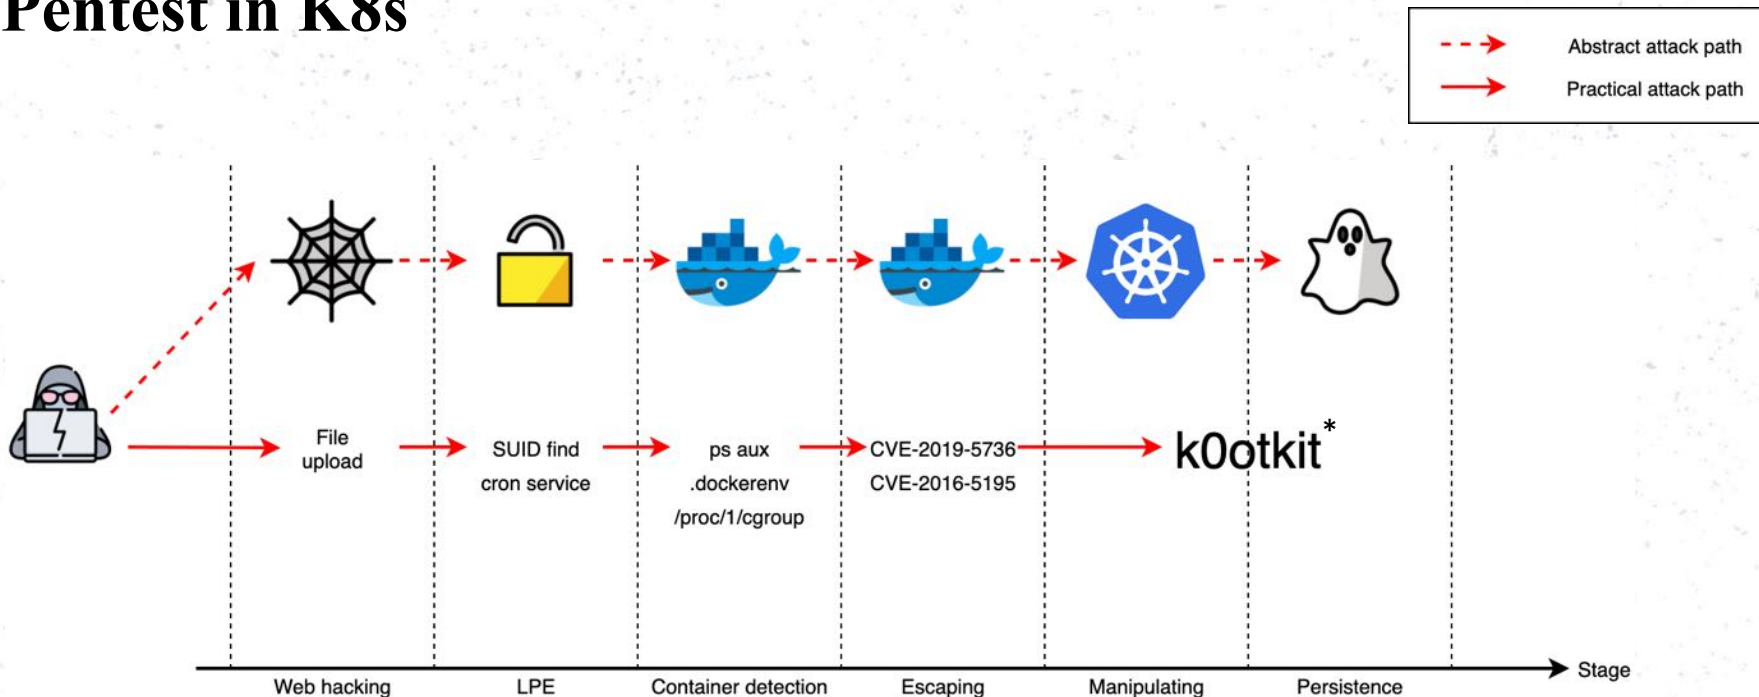 Pentest in K8s
Abstract attack path
Practical attack path
File
upload
SUID find
cron service
ps aux
.dockerenv
/proc/1/cgroup
CVE-2019-5736
CVE-2016-5195
k0otkit*
Stage
Web hacking
LPE
Container detection
Escaping
Manipulating
Persistence